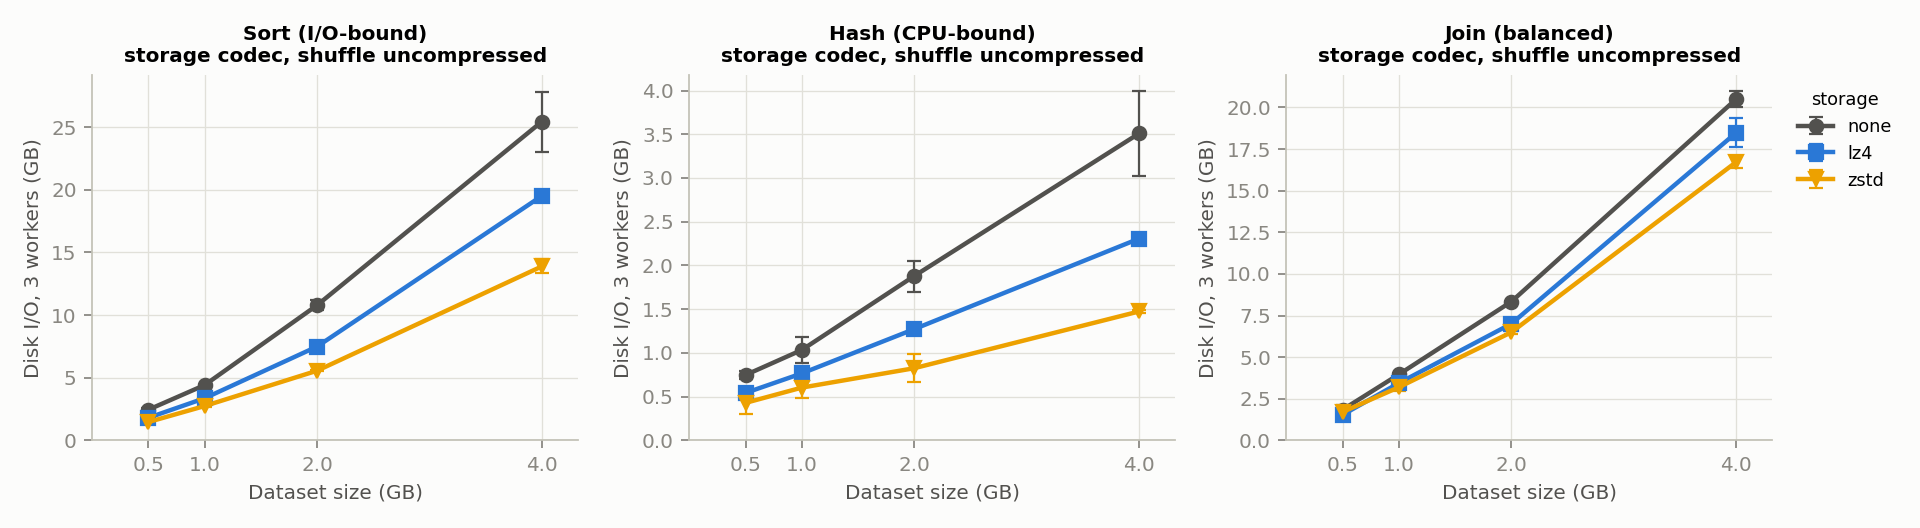 Sort (I/O-bound)
storage codec, shuffle uncompressed
Disk I/O, 3 workers (GB)
25
20
15
10
5
0
0.5 1.0 2.0 4.0
Dataset size (GB)
Hash (CPU-bound)
storage codec, shuffle uncompressed
Disk I/O, 3 workers (GB)
4.0
3.5
3.0
2.5
2.0
1.5
1.0
0.5
0.0
0.5 1.0 2.0 4.0
Dataset size (GB)
Join (balanced)
storage codec, shuffle uncompressed
Disk I/O, 3 workers (GB)
20.0
17.5
15.0
12.5
10.0
7.5
5.0
2.5
0.0
0.5 1.0 2.0 4.0
Dataset size (GB)
storage
none
lz4
zstd